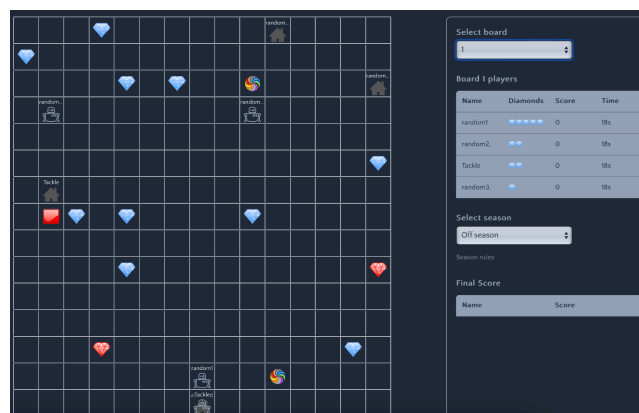 random...
random...
random..
random..
Tackle
random1
Select board
1
Board 1 players
Name Diamonds Score Time
random1 0 18s
random2, 0 18s
Tackle 0 18s
random3, 0 18s
Select season
Off season
Season rules
Final Score
Name Score